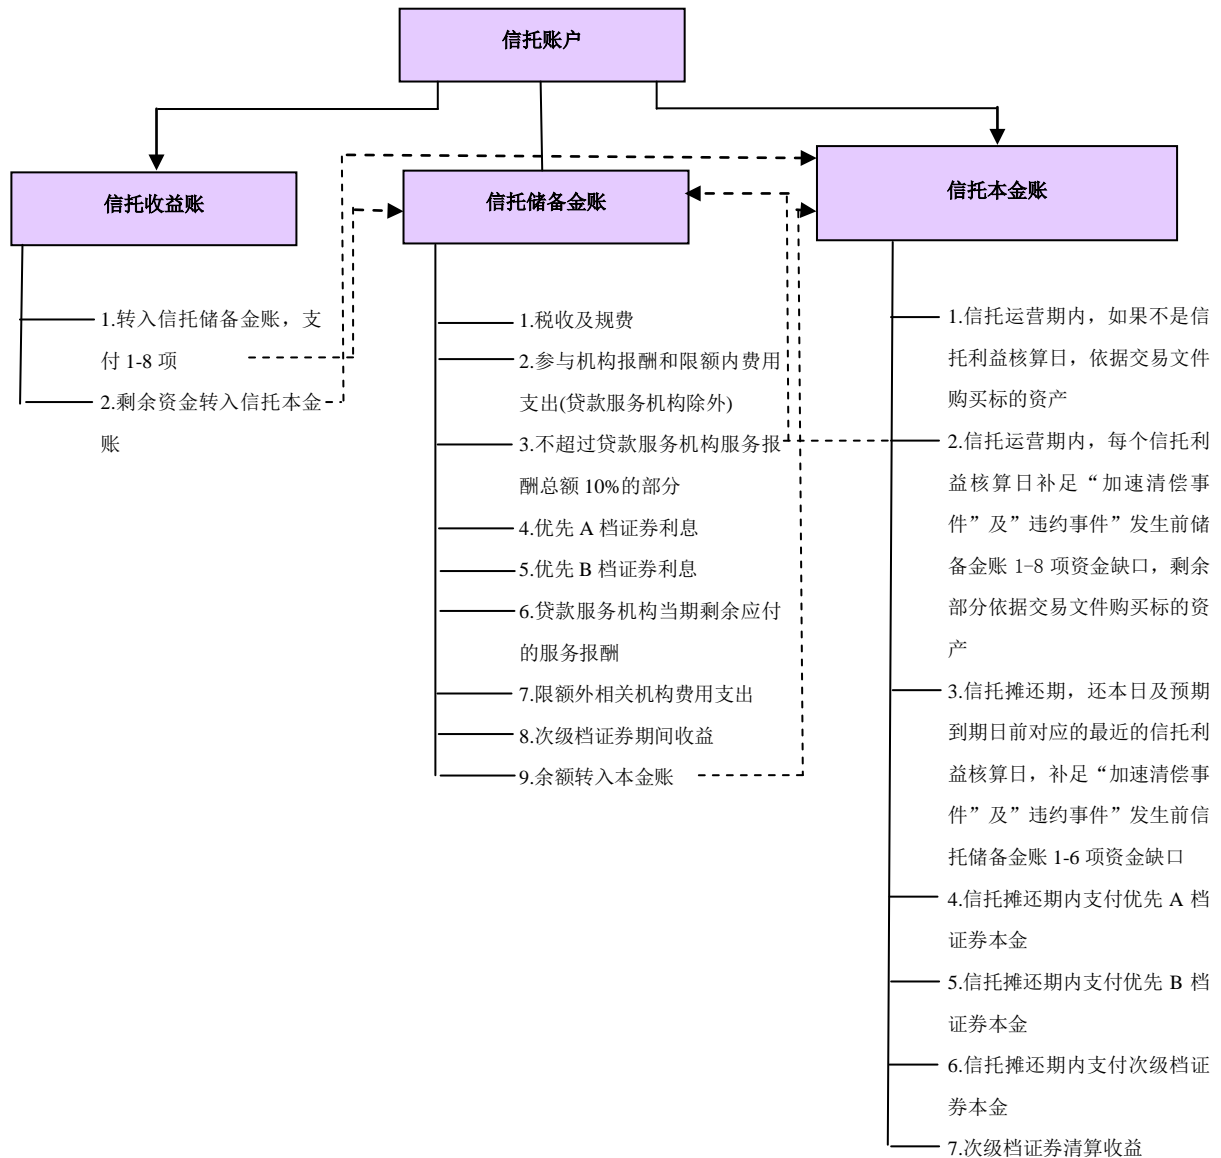 信托账户
信托收益账
信托储备金账
信托本金账
1.转入信托储备金账，支
付 1-8 项
2.剩余资金转入信托本金
账
1.税收及规费
2.参与机构报酬和限额内费用
支出(贷款服务机构除外)
3.不超过贷款服务机构服务报
酬总额 10%的部分
4.优先 A 档证券利息
5.优先 B 档证券利息
6.贷款服务机构当期剩余应付
的服务报酬
7.限额外相关机构费用支出
8.次级档证券期间收益
9.余额转入本金账
1.信托运营期内，如果不是信
托利益核算日，依据交易文件
购买标的资产
2.信托运营期内，每个信托利
益核算日补足“加速清偿事
件”及”违约事件”发生前储
备金账 1-8 项资金缺口，剩余
部分依据交易文件购买标的资
产
3.信托摊还期，还本日及预期
到期日前对应的最近的信托利
益核算日，补足“加速清偿事
件”及”违约事件”发生前信
托储备金账 1-6 项资金缺口
4.信托摊还期内支付优先 A 档
证券本金
5.信托摊还期内支付优先 B 档
证券本金
6.信托摊还期内支付次级档证
券本金
7.次级档证券清算收益